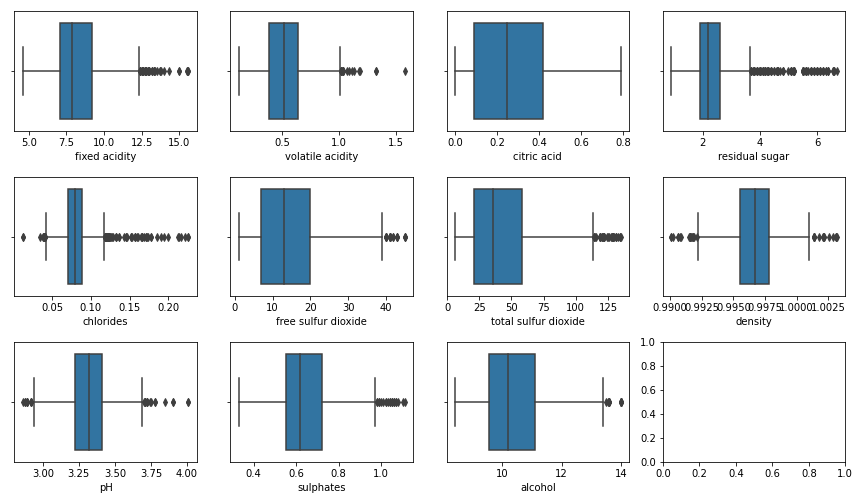 5.0 7.5 10.0 12.5 15.0
fixed acidity
0.5 1.0 1.5
volatile acidity
0.0 0.2 0.4 0.6 0.8
citric acid
2 4 6
residual sugar
0.05 0.10 0.15 0.20
chlorides
0 10 20 30 40
free sulfur dioxide
0 25 50 75 100 125
total sulfur dioxide
0.9900 0.9925 0.9950 0.9975 1.0000 1.0025
density
3.00 3.25 3.50 3.75 4.00
pH
0.4 0.6 0.8 1.0
sulphates
10 12 14
alcohol
1.0
0.8
0.6
0.4
0.2
0.0
0.0 0.2 0.4 0.6 0.8 1.0